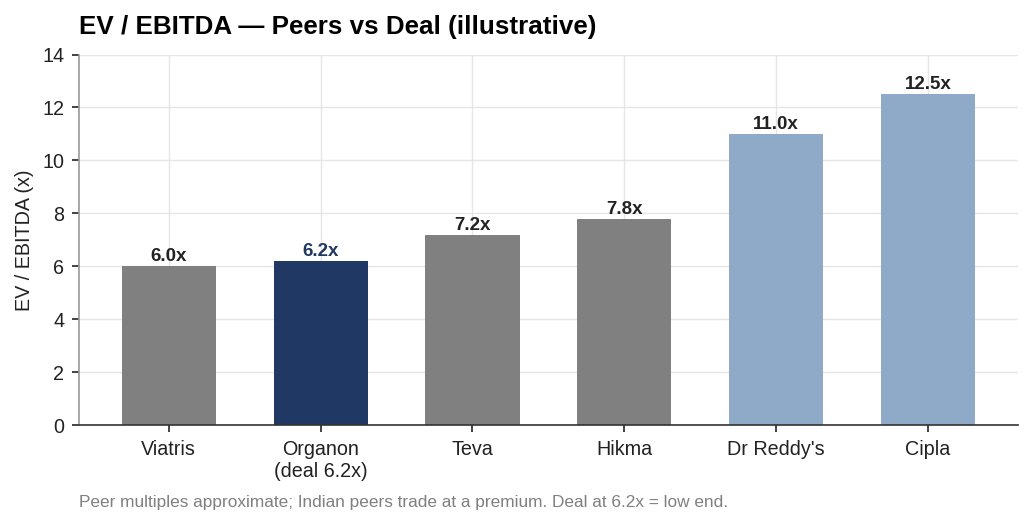 EV / EBITDA — Peers vs Deal (illustrative)
EV / EBITDA (x)
14
12
10
8
6
4
2
0
6.0x
6.2x
7.2x
7.8x
11.0x
12.5x
Viatris
Organon
(deal 6.2x)
Teva
Hikma
Dr Reddy's
Cipla
Peer multiples approximate; Indian peers trade at a premium. Deal at 6.2x = low end.